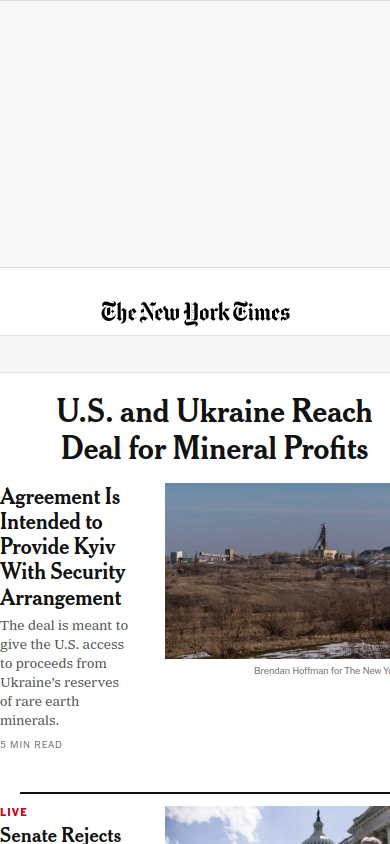 The New York Times
U.S. and Ukraine Reach
Deal for Mineral Profits
Agreement Is
Intended to
Provide Kyiv
With Security
Arrangement
The deal is meant to
give the U.S. access
to proceeds from
Ukraine's reserves
of rare earth
minerals.
5 MIN READ
Brendan Hoffman for The New
LIVE
Senate Rejects